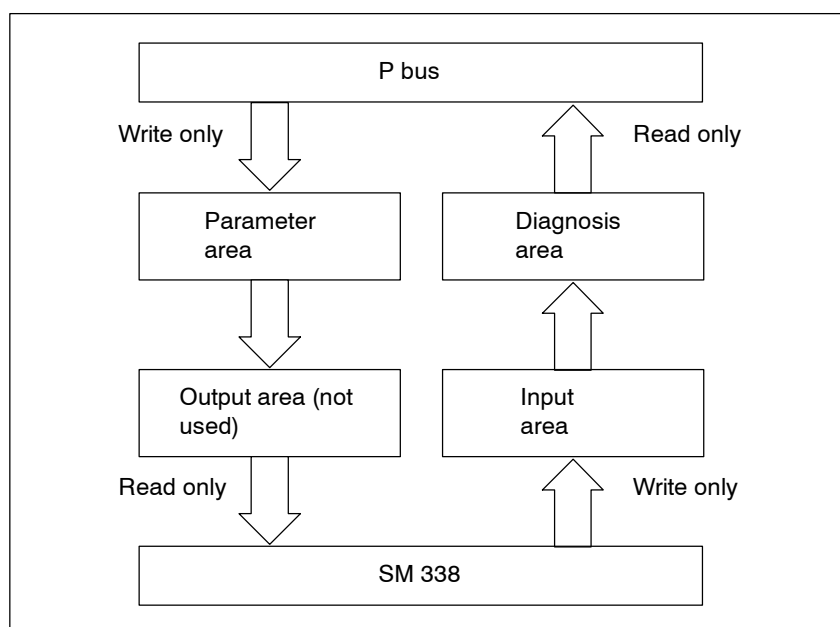 P bus
Write only
Read only
Parameter
area
Diagnosis
area
Output area (not
used)
Input
area
Read only
Write only
SM 338